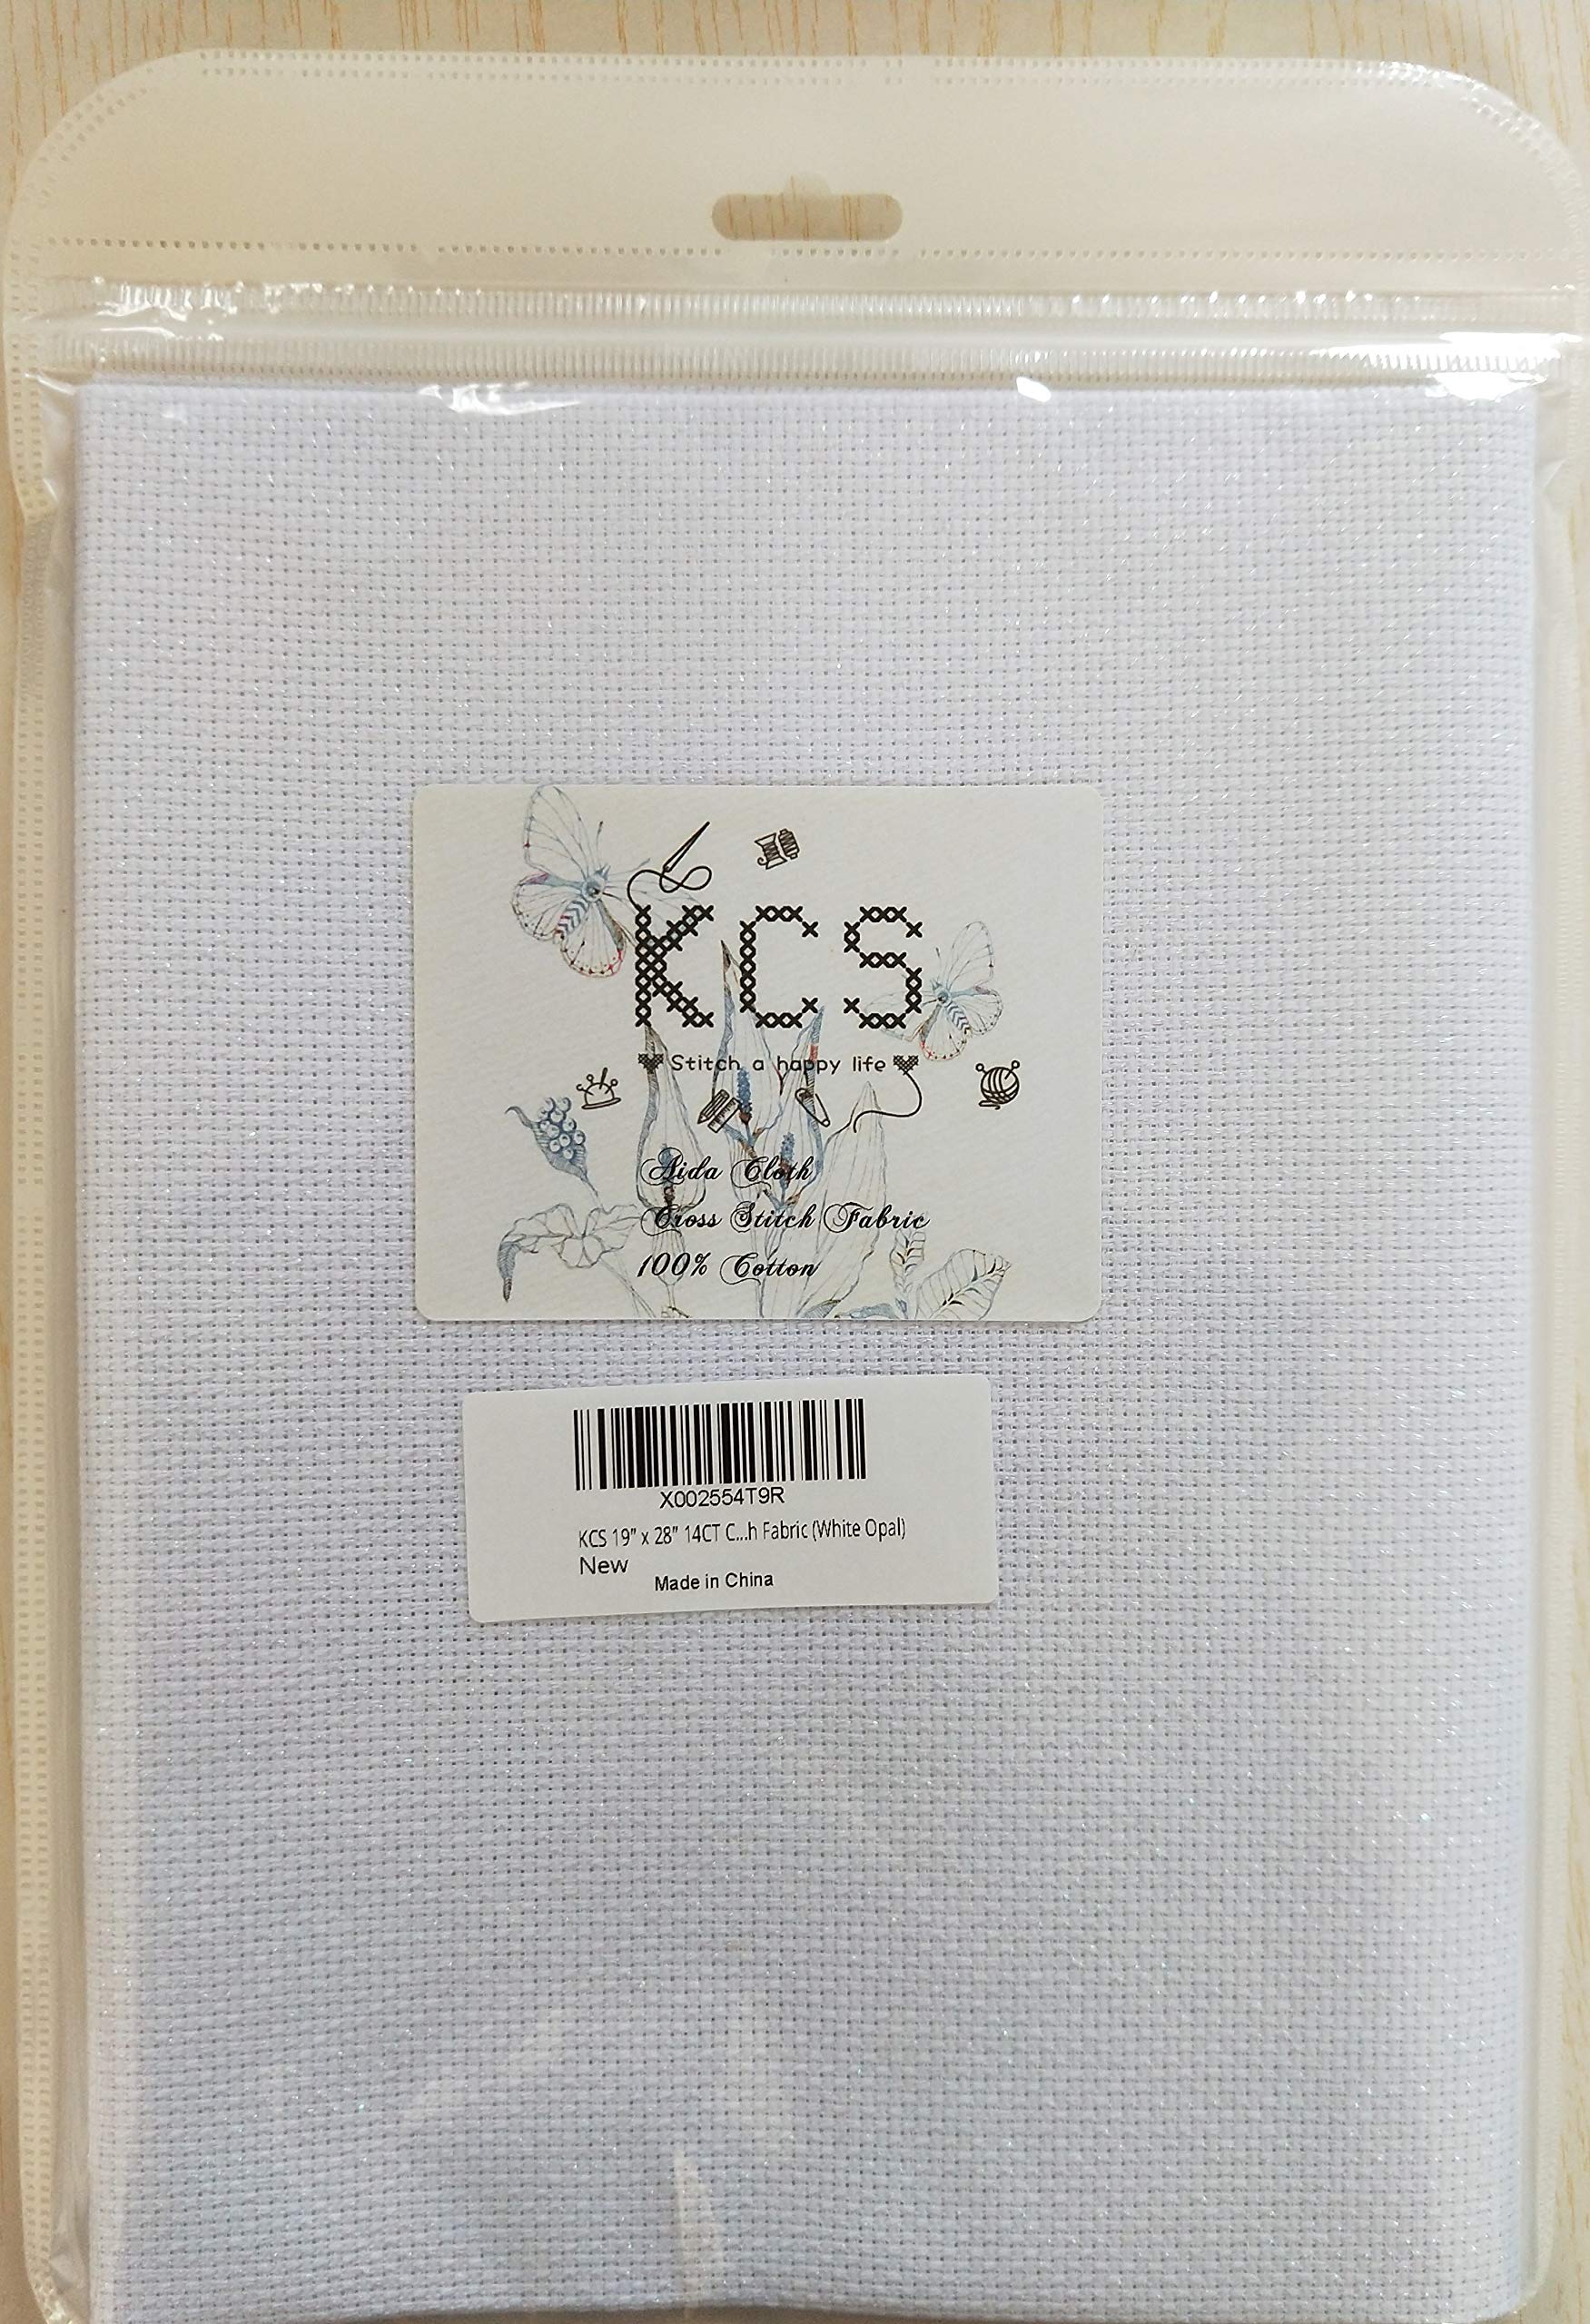 KCS
Stitch a happy life
Aida Cloth
Cross Stitch Fabric
100% Cotton
X002554T9R
KCS 19" x 28" 14CT C...h Fabric (White Opal)
New
Made in China